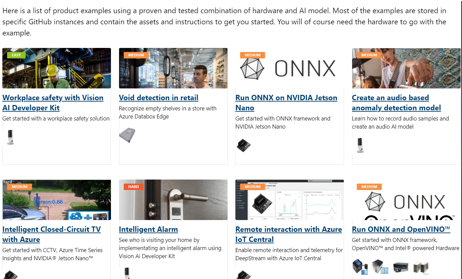 Here is a list of product examples using a proven and tested combination of hardware and AI model. Most of the examples are stored in
specific GitHub instances and contain the assets and instructions to get you started. You will of course need the hardware to go with the
example.
EASY
MEDIUM
MEDIUM
ONNX
MEDIUM
Workplace safety with Vision
AI Developer Kit
Get started with a workplace safety solution
Void detection in retail
Recognize empty shelves in a store with
Azure Databox Edge
Run ONNX on NVIDIA Jetson
Nano
Get started with ONNX framework
and NVIDIA Jetson Nano
Create an audio based
anomaly detection model
Learn how to record audio samples and
create an audio AI model
MEDIUM
HARD
MEDIUM
MEDIUM
ONNX
Intelligent Closed-Circuit TV
with Azure
Get started with CCTV, Azure Time Series
Insights and NVIDIA® Jetson Nano™
Intelligent Alarm
See who is visiting your home by
implementating an intelligent alarm using
Vision AI Developer Kit
Remote interaction with Azure
IoT Central
Enable remote interaction and telemetry for
DeepStream with Azure IoT Central
Run ONNX and OpenVINO™
Get started with ONNX framework,
OpenVINO™ and Intel® powered Hardware